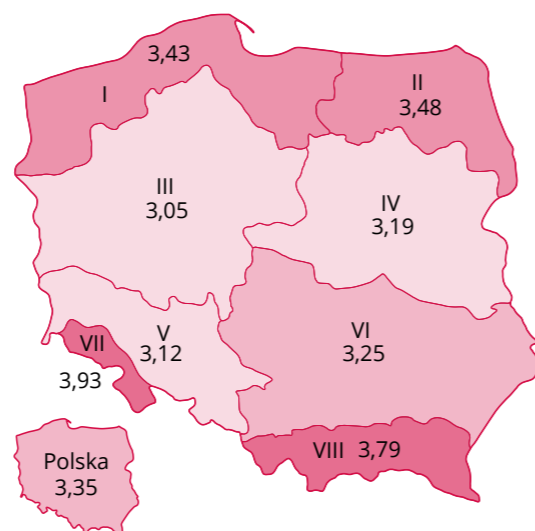 3,43
I
II
3,48
III
3,05
IV
3,19
V
3,12
VI
3,25
VII
3,93
VIII 3,79
Polska
3,35